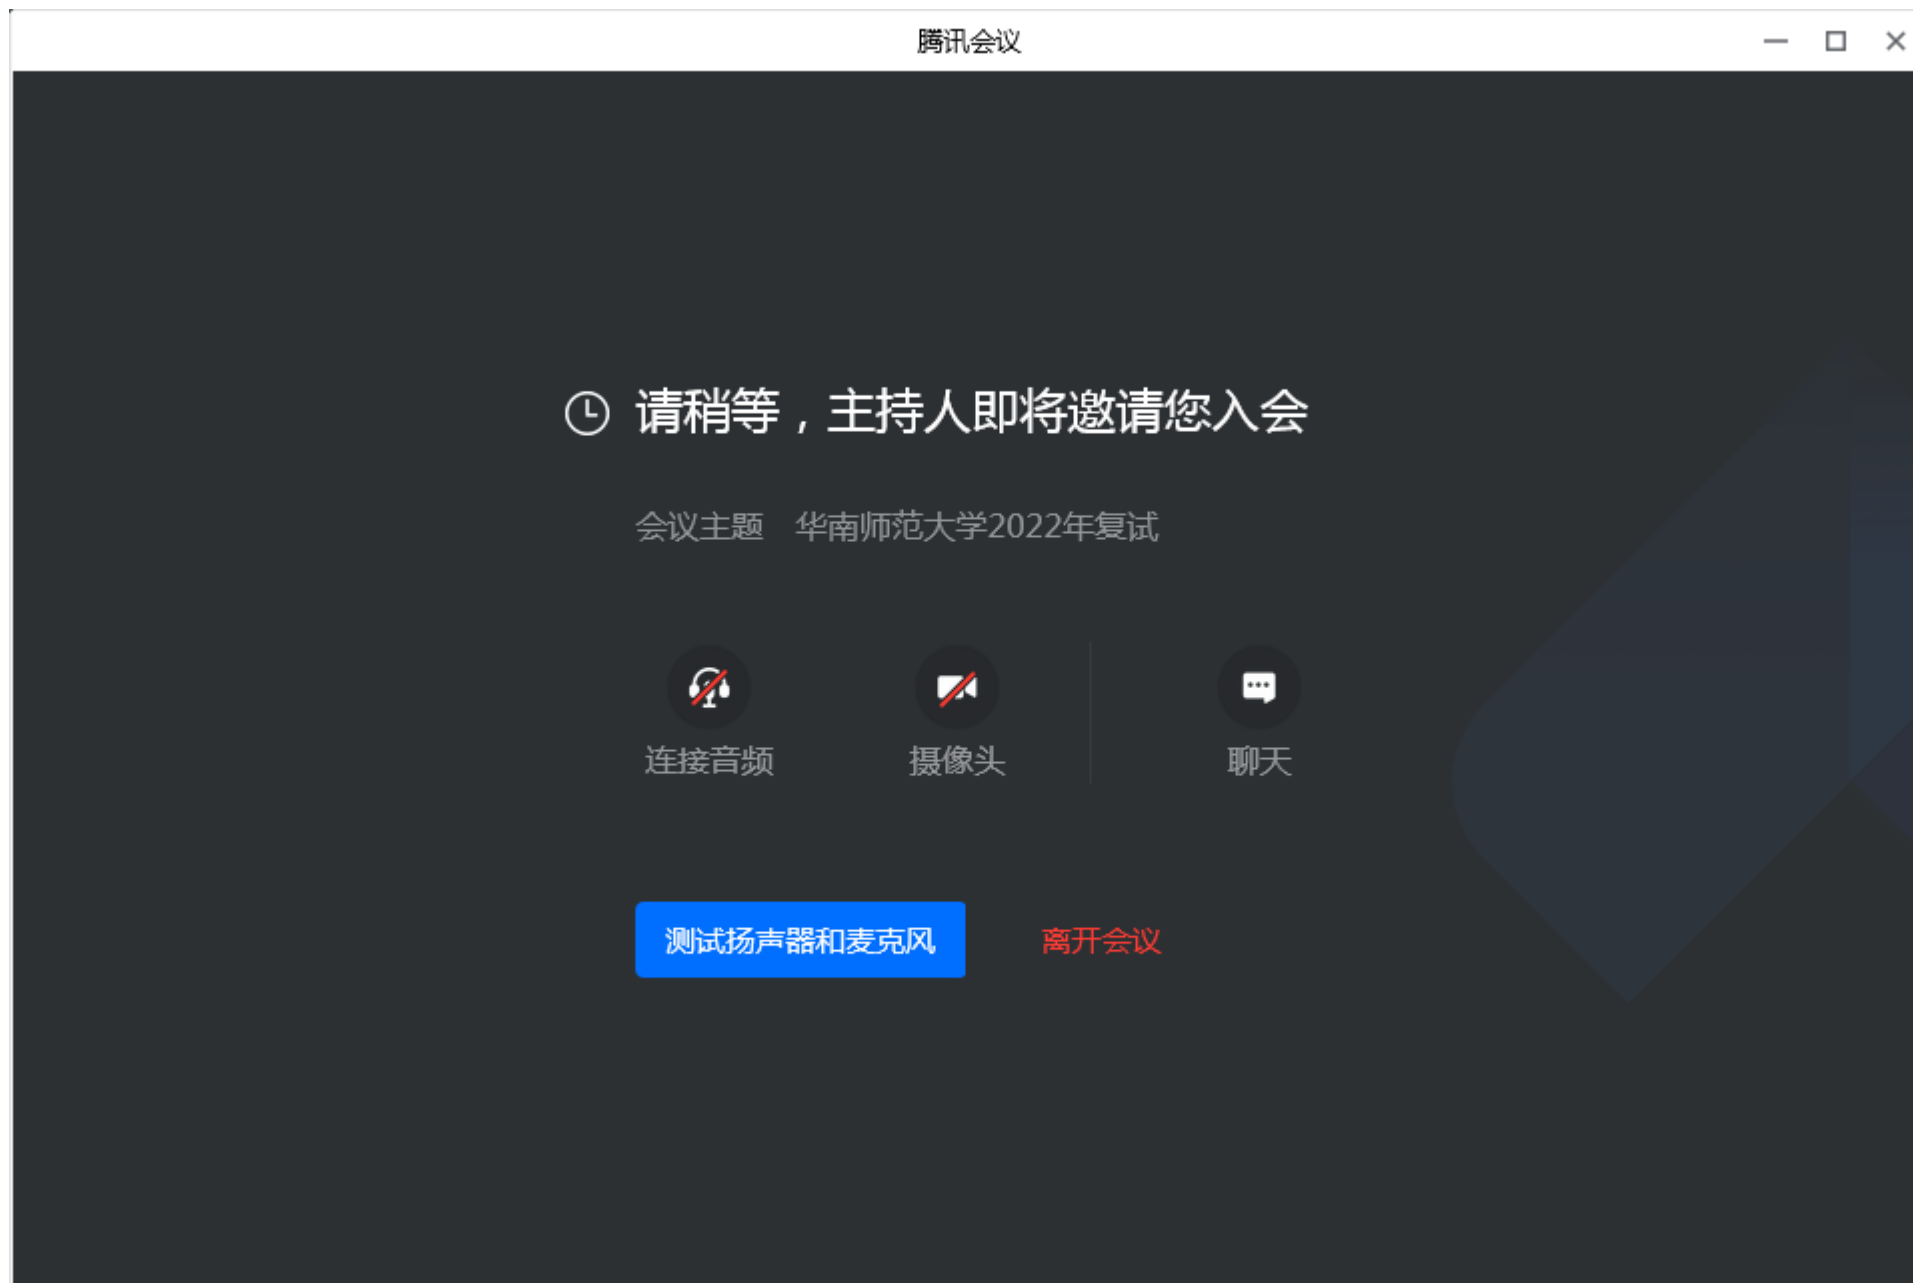 腾讯会议
请稍等，主持人即将邀请您入会
会议主题 华南师范大学2022年复试
连接音频 摄像头 聊天
测试扬声器和麦克风 离开会议